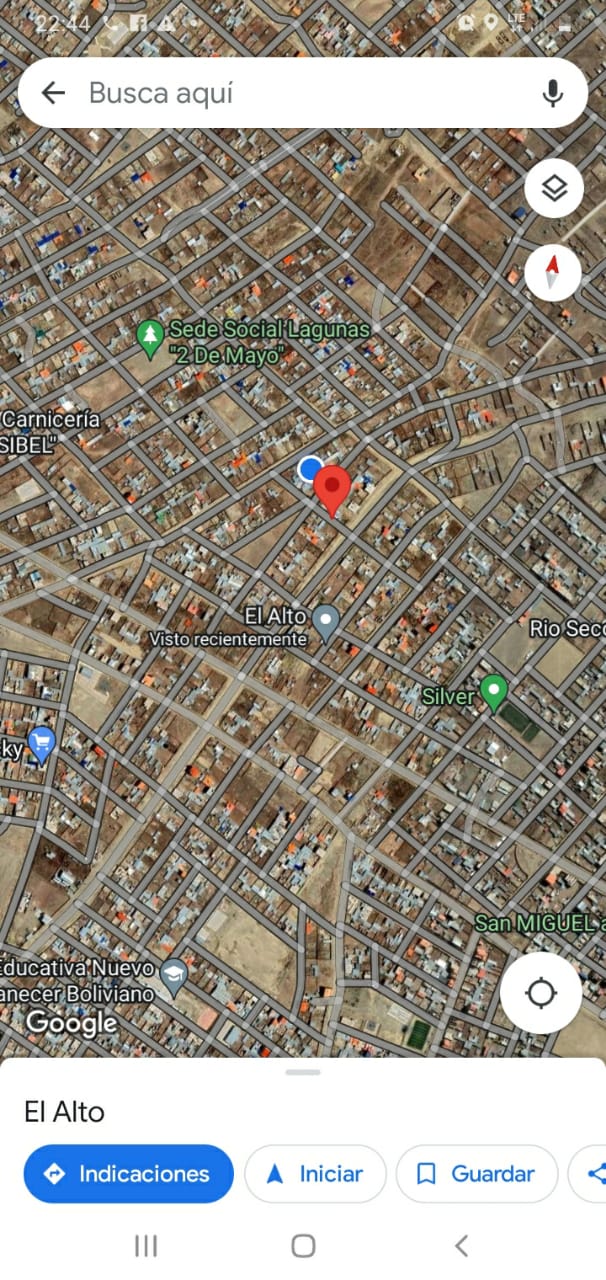 22:44
LTE
Busca aquí
Sede Social Lagunas
"2 De Mayo"
Carnicería
SIBEL"
El Alto
Visto recientemente
Rio Seco
Silver
ky
San MIGUEL a
Educativa Nuevo
anecer Boliviano
Google
El Alto
Indicaciones
Iniciar
Guardar